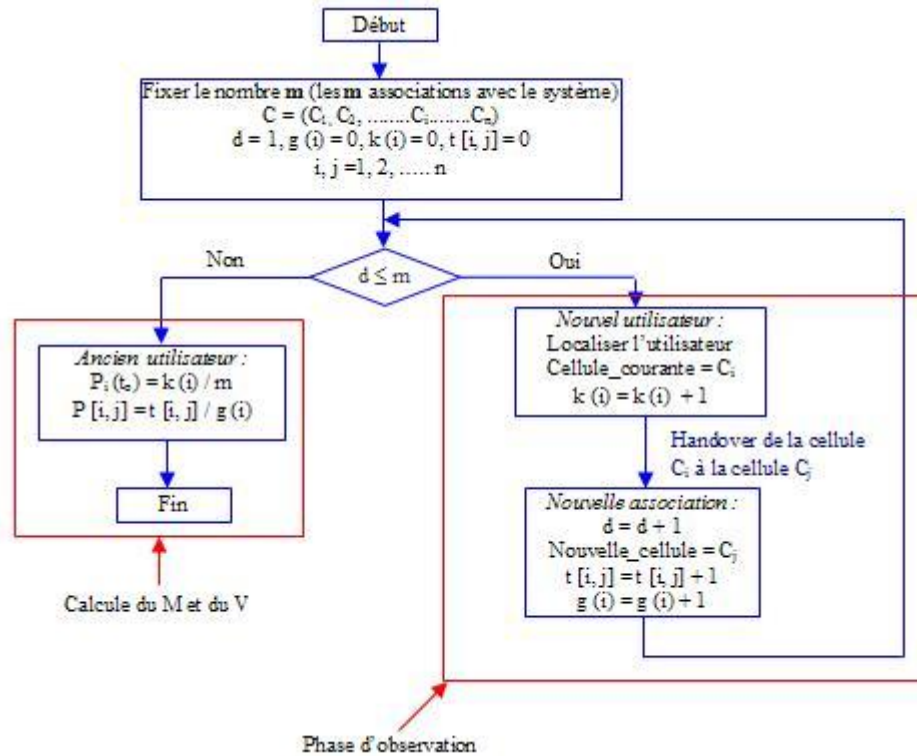 Début
Fixer le nombre m (les m associations avec le système)
C = (C₁, C₂, ........Cᵢ.......Cₙ)
d = 1, g (i) = 0, k (i) = 0, t [i, j] = 0
i, j =1, 2, ..... n
Non
d ≤ m
Oui
Ancien utilisateur :
Pᵢ (tₒ) = k (i) / m
P [i, j] = t [i, j] / g (i)
Fin
Calcule du M et du V
Nouvel utilisateur :
Localiser l'utilisateur
Cellule_courante = Cᵢ
k (i) = k (i) + 1
Handover de la cellule
Cᵢ à la cellule Cⱼ
Nouvelle association :
d = d + 1
Nouvelle_cellule = Cⱼ
t [i, j] = t [i, j] + 1
g (i) = g (i) + 1
Phase d'observation